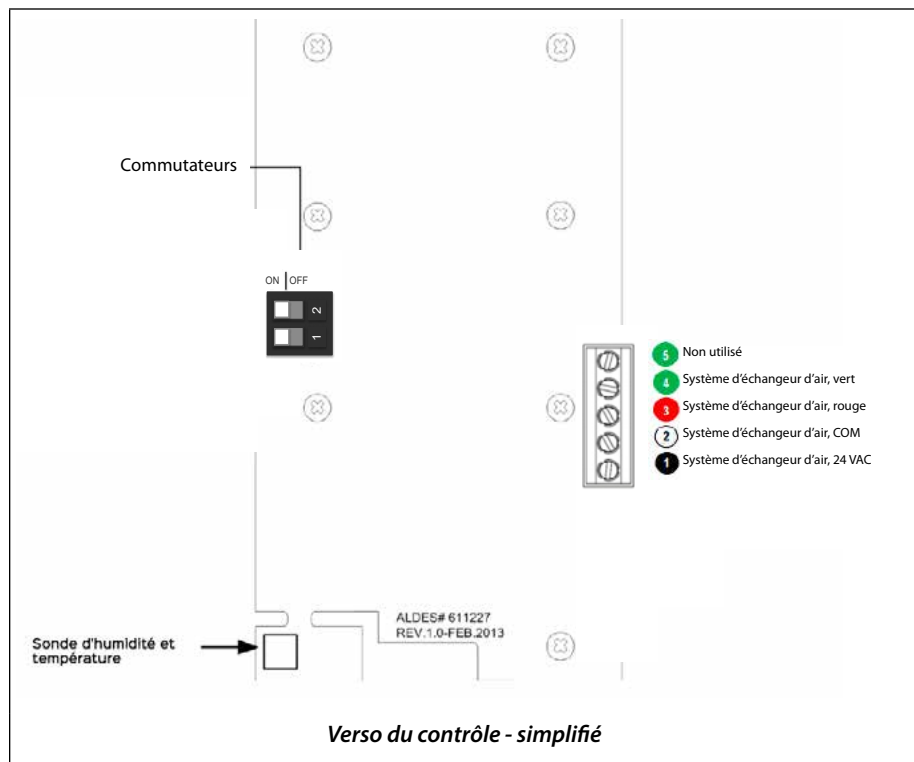 Commutateurs
ON OFF
2
1
5 Non utilisé
4 Système d'échangeur d'air, vert
3 Système d'échangeur d'air, rouge
2 Système d'échangeur d'air, COM
1 Système d'échangeur d'air, 24 VAC
ALDES# 611227
REV.1.0-FEB.2013
Sonde d'humidité et
température
Verso du contrôle - simplifié